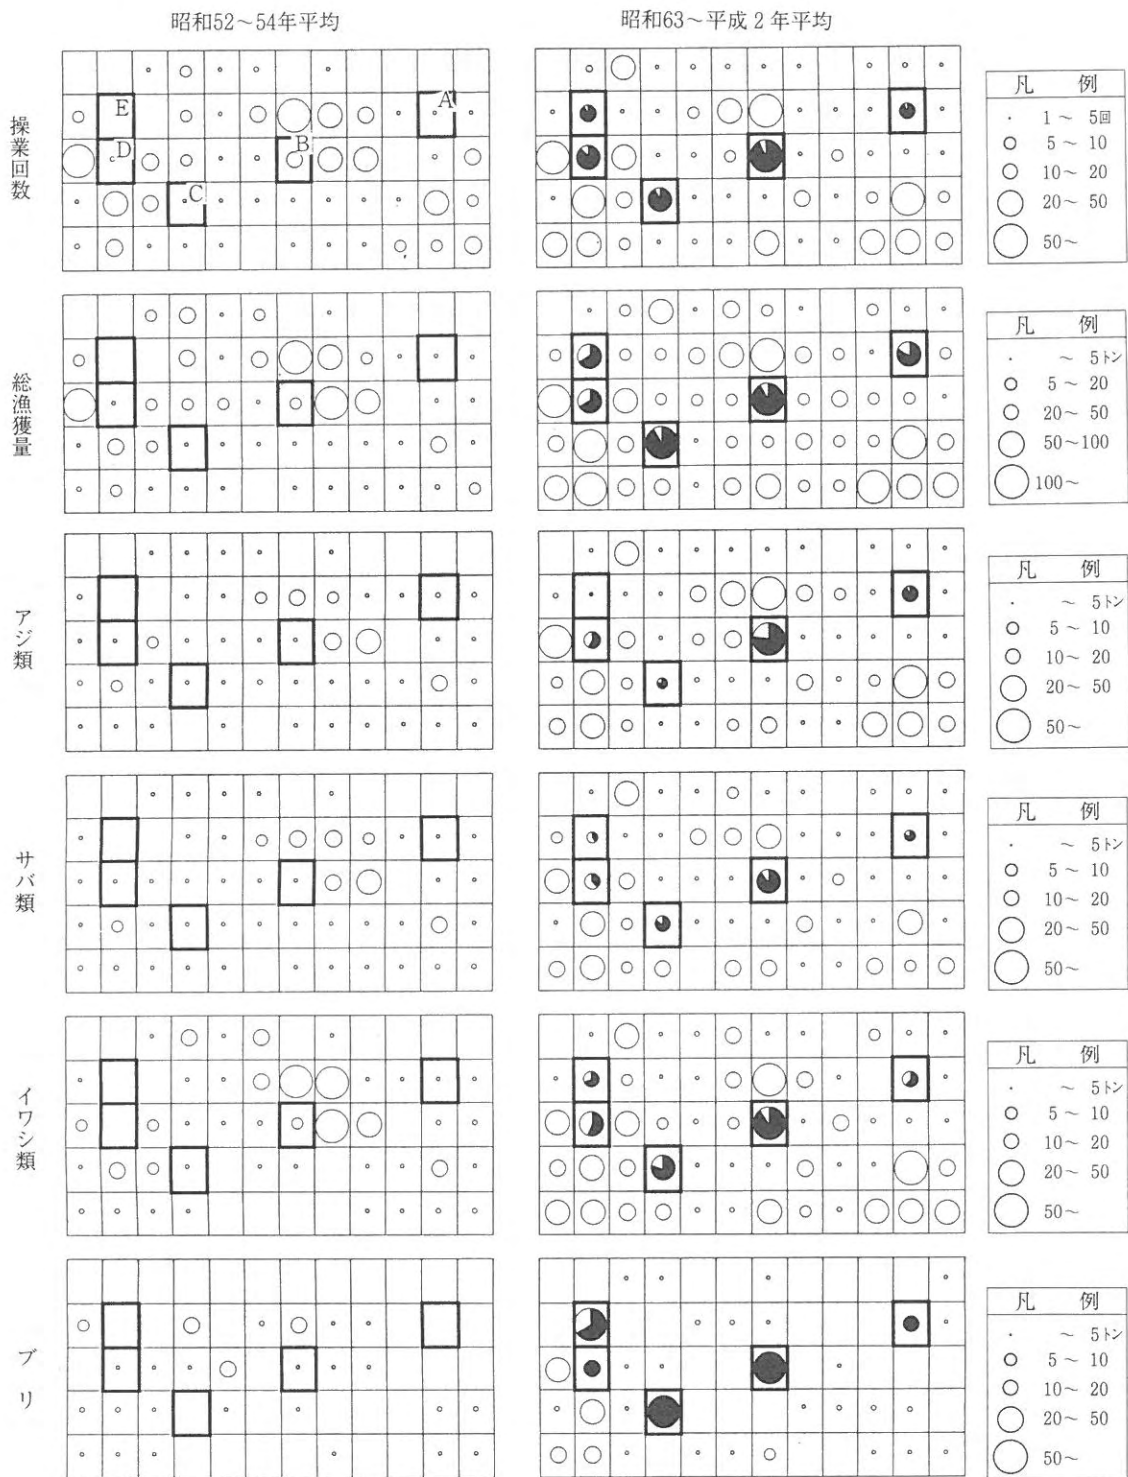 昭和52～54年平均
昭和63～平成2年平均
操業回数
E
A
D
B
C
凡 例
1～ 5回
5～10
10～20
20～50
50～
総漁獲量
凡 例
～ 5トン
5～20
20～50
50～100
100～
アジ類
凡 例
～ 5トン
5～10
10～20
20～50
50～
サバ類
凡 例
～ 5トン
5～10
10～20
20～50
50～
イワシ類
凡 例
～ 5トン
5～10
10～20
20～50
50～
ブリ
凡 例
～ 5トン
5～10
10～20
20～50
50～